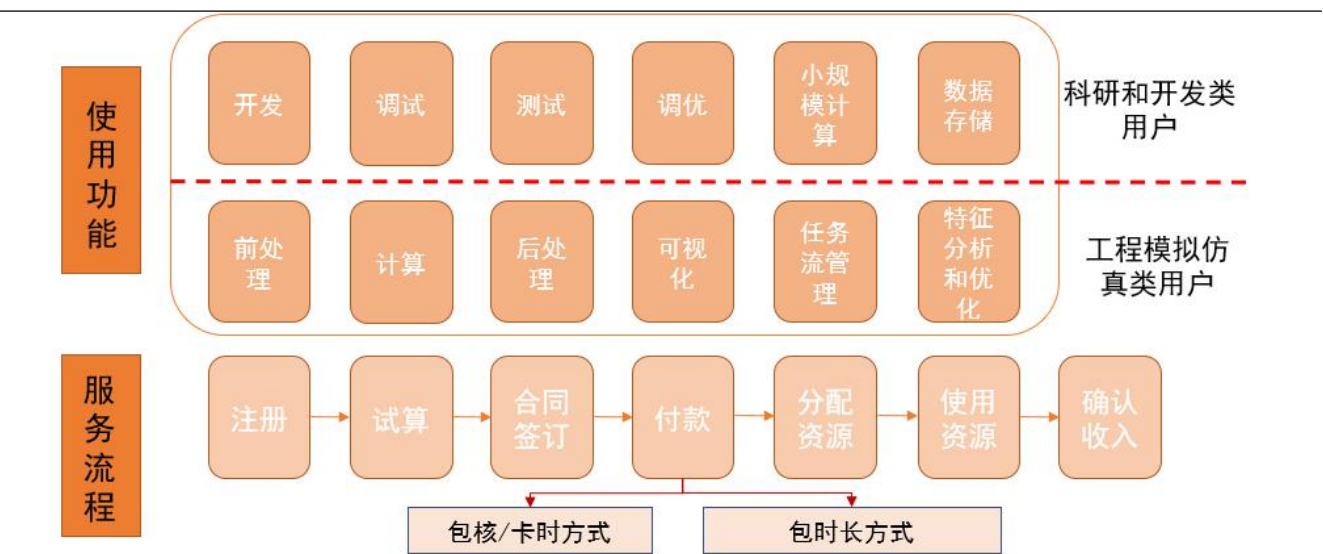 使
用
功
能
开发
调试
测试
调优
小规
模计
算
数据
存储
科研和开发类
用户
前处
理
计算
后处
理
可视
化
任务
流管
理
特征
分析
和优
化
工程模拟仿
真类用户
服
务
流
程
注册
试算
合同
签订
付款
分配
资源
使用
资源
确认
收入
包核/卡时方式
包时长方式